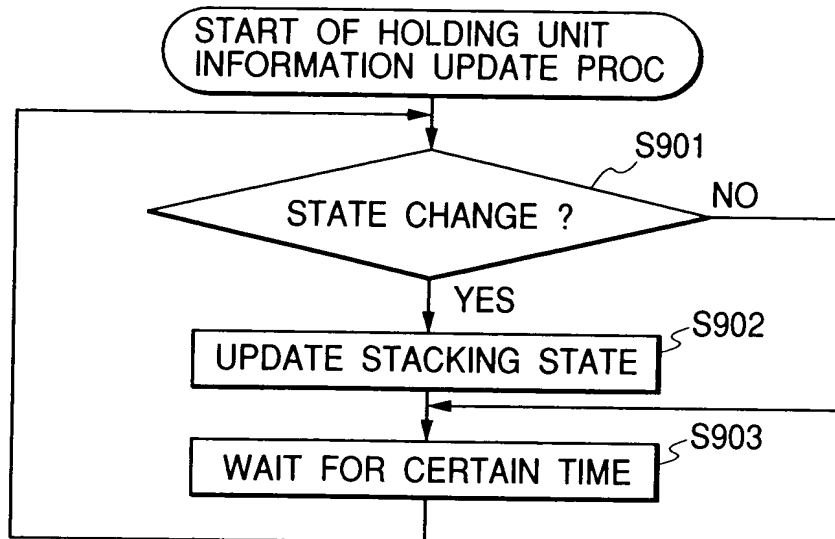 START OF HOLDING UNIT
INFORMATION UPDATE PROC
S901
STATE CHANGE ?
NO
YES
S902
UPDATE STACKING STATE
S903
WAIT FOR CERTAIN TIME